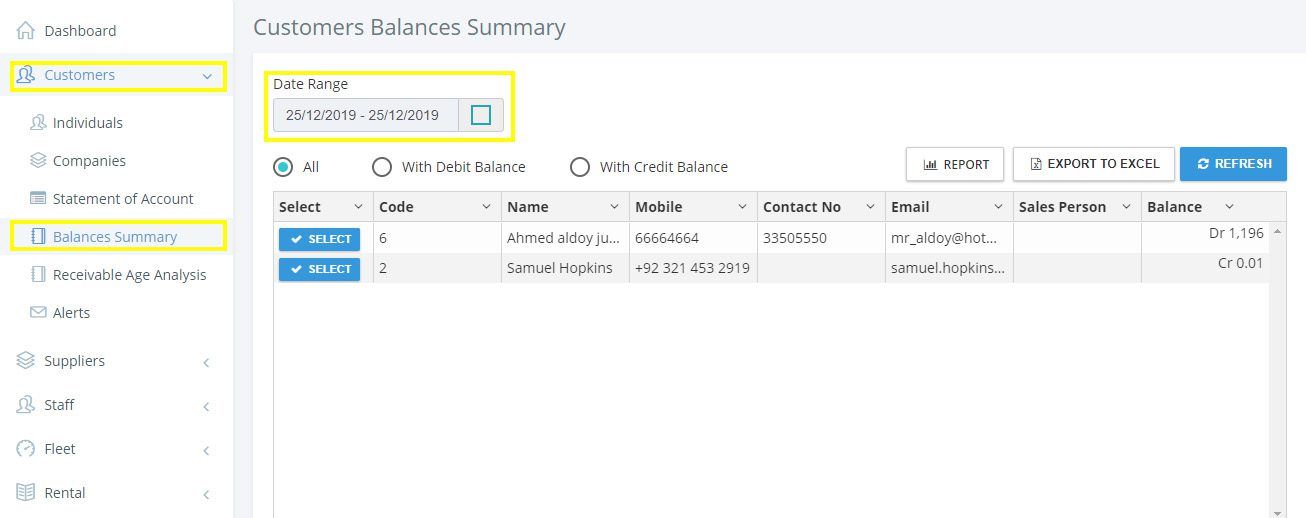 Dashboard
Customers
Individuals
Companies
Statement of Account
Balances Summary
Receivable Age Analysis
Alerts
Suppliers
Staff
Fleet
Rental
Customers Balances Summary
Date Range
25/12/2019 - 25/12/2019
All With Debit Balance With Credit Balance REPORT EXPORT TO EXCEL REFRESH
Select Code Name Mobile Contact No Email Sales Person Balance
SELECT 6 Ahmed aldoy ju... 66664664 33505550 mr_aldoy@hot... Dr 1,196
SELECT 2 Samuel Hopkins +92 321 453 2919 samuel.hopkins... Cr 0.01